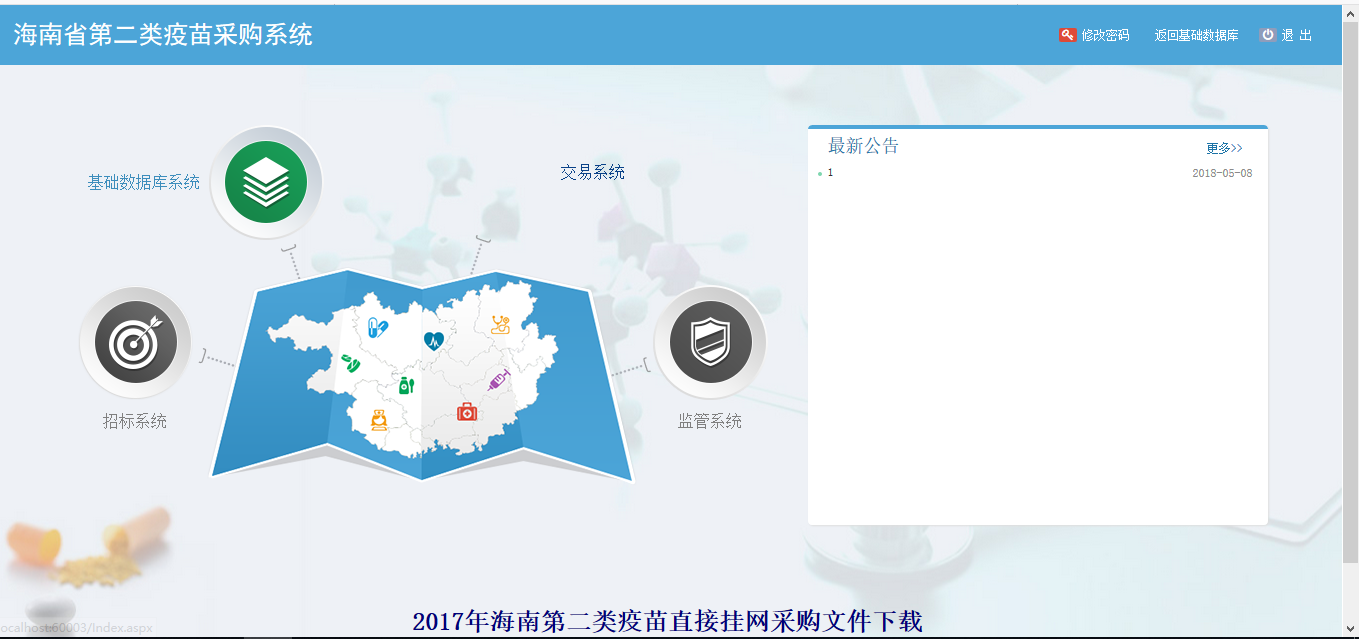 海南省第二类疫苗采购系统
修改密码 返回基础数据库 退 出
最新公告
更多>>
1 2018-05-08
基础数据库系统
交易系统
招标系统
监管系统
2017年海南第二类疫苗直接挂网采购文件下载
ocalhost:60003/Index.aspx